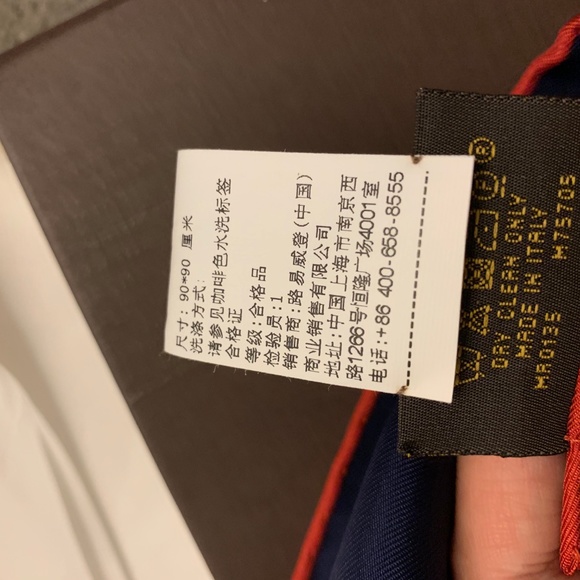 尺寸: 90*90 厘米
洗涤方式:
请参见咖啡色水洗标签
合格证
等级:合格品
检验员:1
销售商:路易威登(中国)
商业销售有限公司
地址:中国上海市南京西
路1266号恒隆广场4001室
电话:+86 400-658-8555
DRY CLEAN ONLY
MADE IN ITALY
MR0135 M75705